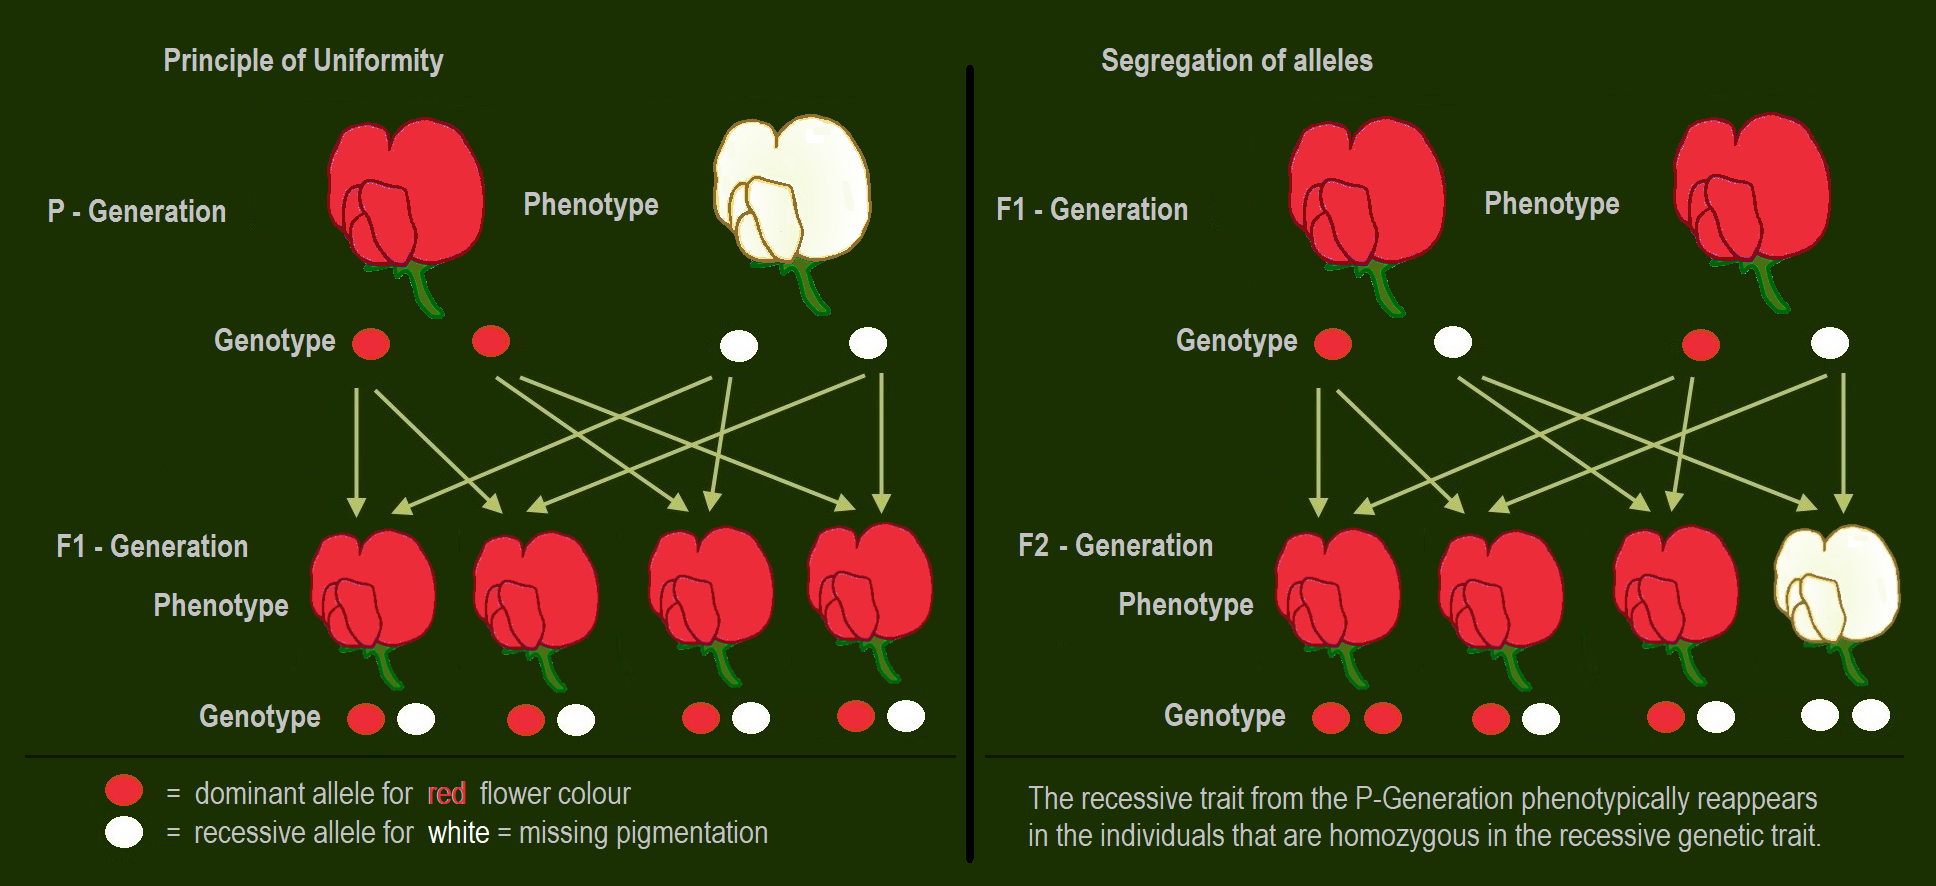 Principle of Uniformity
P - Generation
Phenotype
Genotype
F1 - Generation
Phenotype
Genotype
= dominant allele for red flower colour
= recessive allele for white = missing pigmentation
Segregation of alleles
F1 - Generation
Phenotype
Genotype
F2 - Generation
Phenotype
Genotype
The recessive trait from the P-Generation phenotypically reappears
in the individuals that are homozygous in the recessive genetic trait.